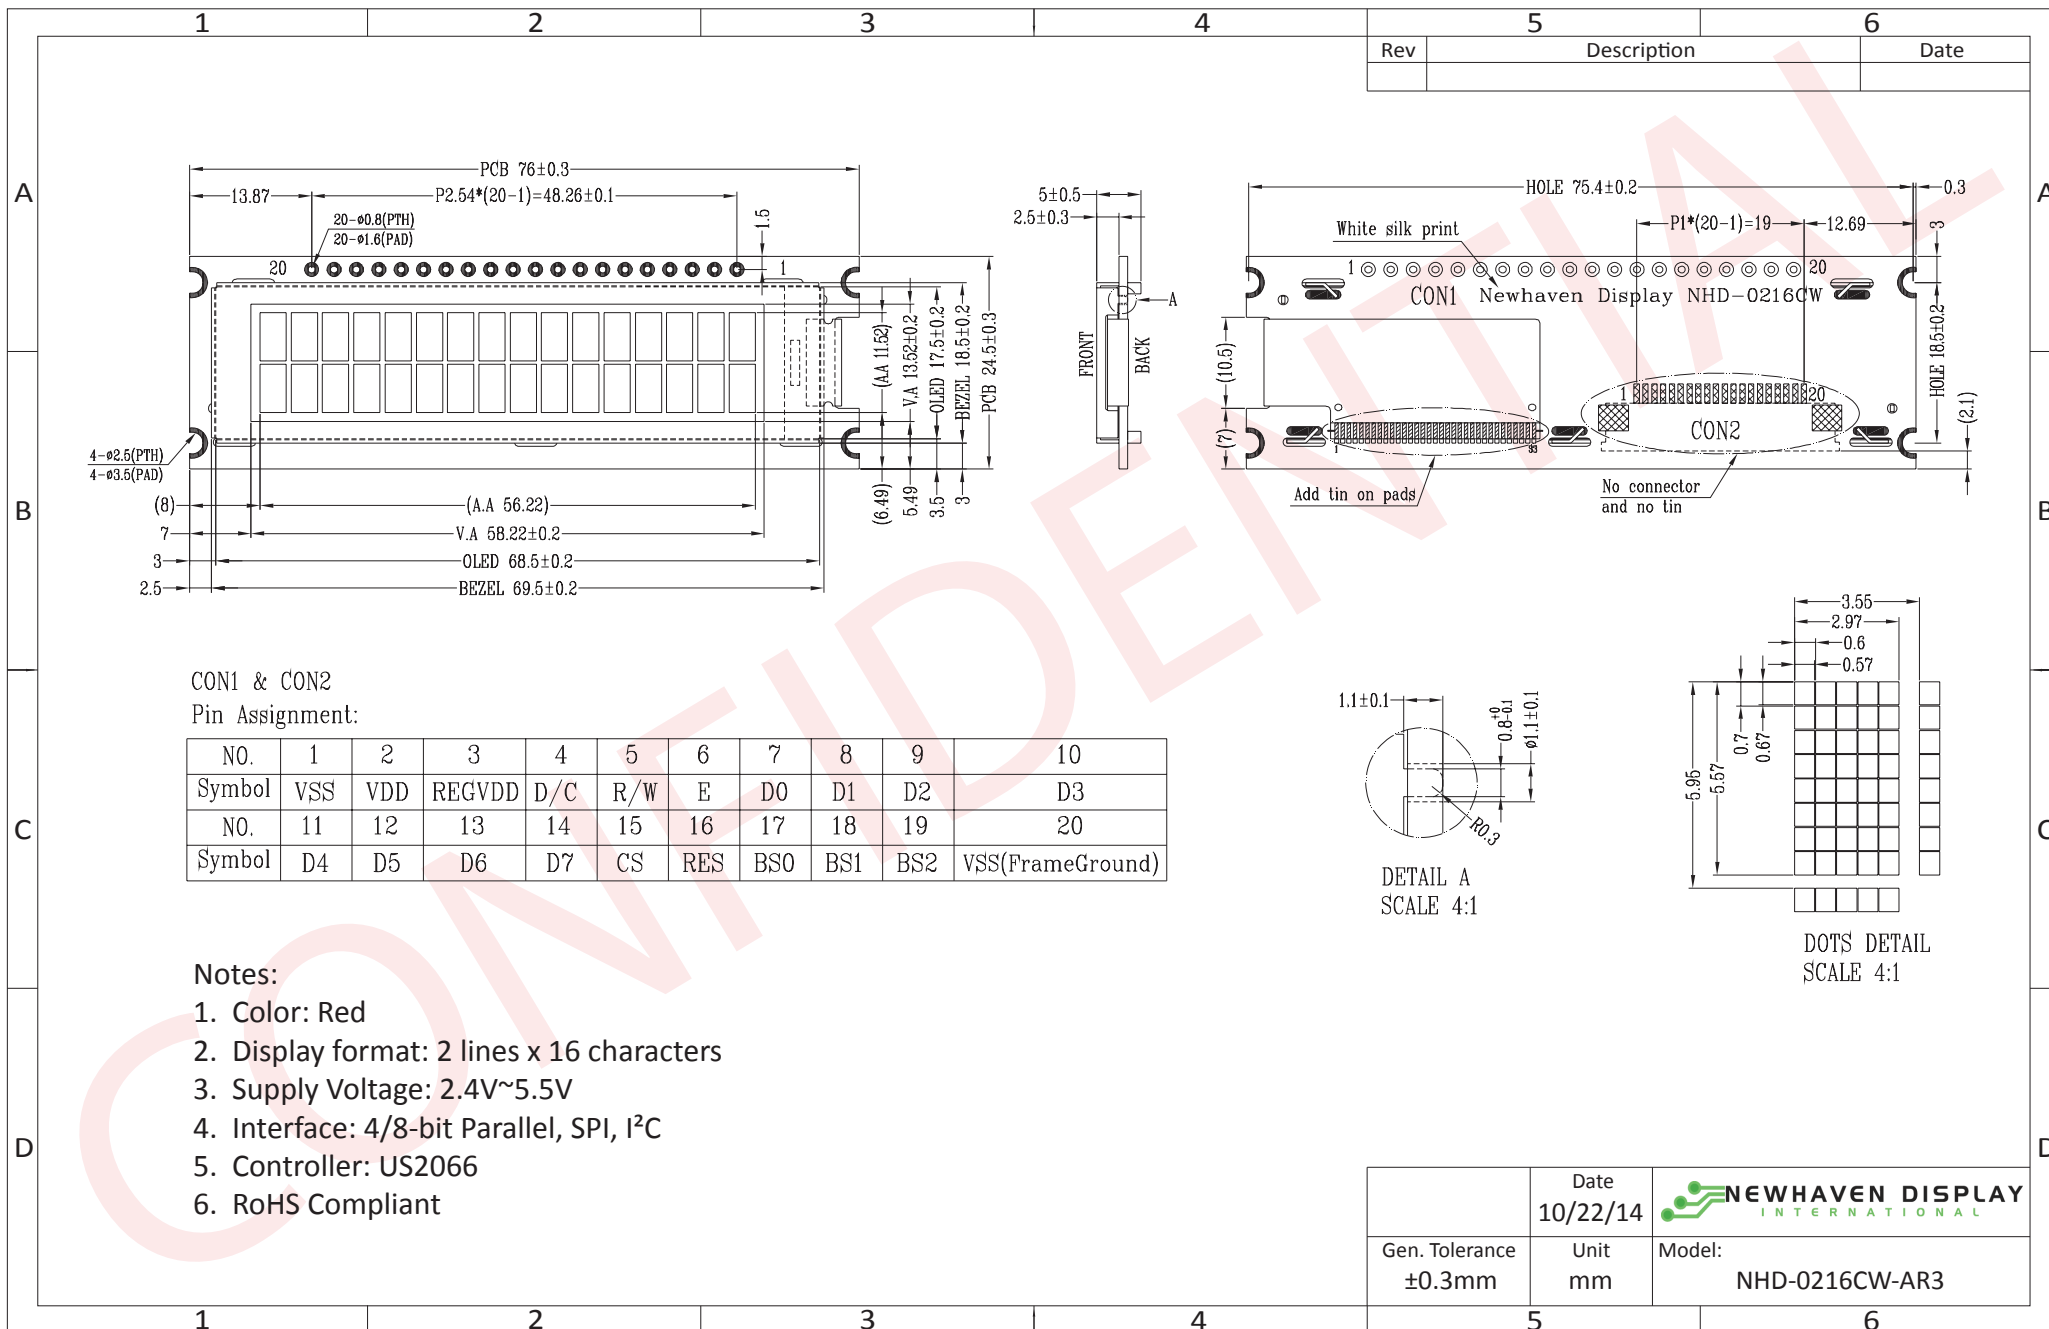 1 2 3 4 5 6
Rev Description Date
A A
B B
C C
D D
CONFIDENTIAL
PCB 76±0.3
13.87 P2.54*(20-1)=48.26±0.1
20-ø0.8(PTH)
20-ø1.6(PAD)
1.5
20 1
4-ø2.5(PTH)
4-ø3.5(PAD)
(AA 11.52)
V.A 13.52±0.2
OLED 17.5±0.2
BEZEL 18.5±0.2
PCB 24.5±0.3
(6.49)
5.49
3.5
3
(8) (A.A 56.22)
7 V.A 58.22±0.2
3 OLED 68.5±0.2
2.5 BEZEL 69.5±0.2
5±0.5
2.5±0.3
A
FRONT
BACK
HOLE 75.4±0.2 0.3
P1*(20-1)=19 12.69
3
White silk print
1 20
CON1 Newhaven Display NHD-0216CW
(10.5)
(7)
HOLE 18.5±0.2
(2.1)
1 20
CON2
1 33
Add tin on pads
No connector
and no tin
CON1 & CON2
Pin Assignment:
NO. 1 2 3 4 5 6 7 8 9 10
Symbol VSS VDD REGVDD D/C R/W E D0 D1 D2 D3
NO. 11 12 13 14 15 16 17 18 19 20
Symbol D4 D5 D6 D7 CS RES BS0 BS1 BS2 VSS(FrameGround)
1.1±0.1
0.8+0-0.1
ø1.1±0.1
R0.3
DETAIL A
SCALE 4:1
3.55
2.97
0.6
0.57
5.95
5.57
0.7
0.67
DOTS DETAIL
SCALE 4:1
Notes:
1. Color: Red
2. Display format: 2 lines x 16 characters
3. Supply Voltage: 2.4V~5.5V
4. Interface: 4/8-bit Parallel, SPI, I²C
5. Controller: US2066
6. RoHS Compliant
Date
10/22/14
NEWHAVEN DISPLAY
INTERNATIONAL
Gen. Tolerance
±0.3mm
Unit
mm
Model:
NHD-0216CW-AR3
1 2 3 4 5 6